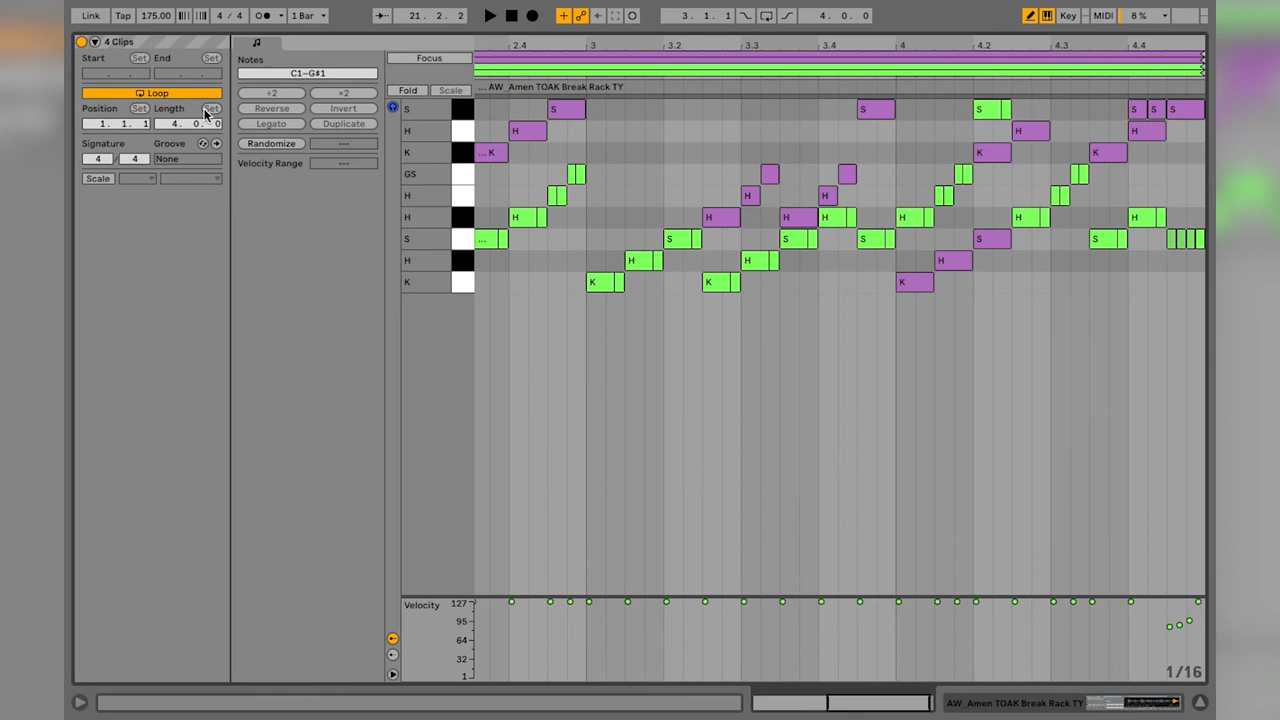 Link Tap 175.00 4 / 4 1 Bar 21. 2. 2 3. 1. 1 4. 0. 0 Key MIDI 8 %
4 Clips
2.4 3 3.2 3.3 3.4 4 4.2 4.3 4.4
Start Set End Set
Notes
Focus
C1–G#1
Loop
÷2 ×2
Fold Scale
... AW_Amen TOAK Break Rack TY
Position Set Length Set
Reverse Invert
1. 1. 1 4. 0. 0
Legato Duplicate
Signature Groove
Randomize ---
4 / 4 None
Velocity Range ---
Scale
S S S S S S S
H H H H
K ... K K K
GS
H H H
H H H H H H H H
S ... S S S S S
H H H H
K K K K
Velocity 127
95
64
32
1
1/16
AW_Amen TOAK Break Rack TY